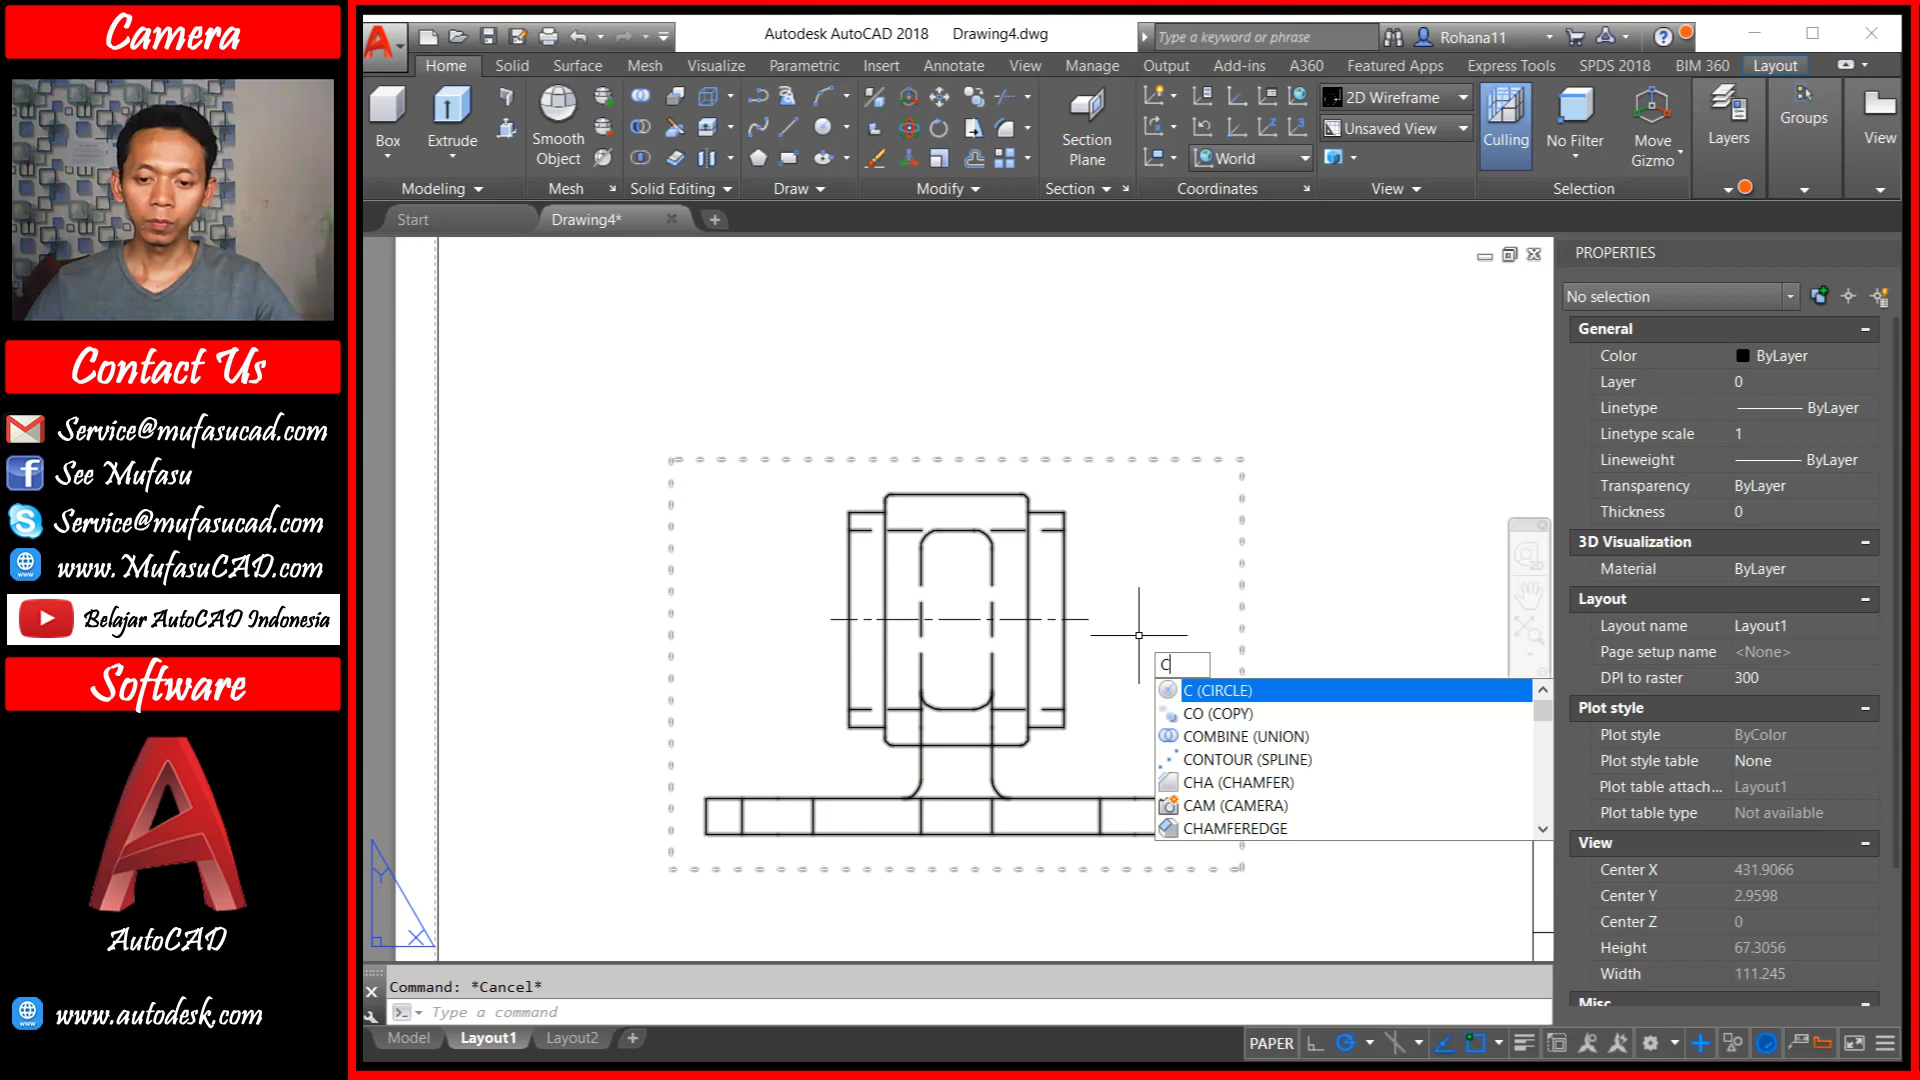 Camera
Contact Us
Service@mufasucad.com
See Mufasu
Service@mufasucad.com
www.MufasuCAD.com
Belajar AutoCAD Indonesia
Software
AutoCAD
www.autodesk.com
Autodesk AutoCAD 2018 Drawing4.dwg
Type a keyword or phrase
Rohana11
Home Solid Surface Mesh Visualize Parametric Insert Annotate View Manage Output Add-ins A360 Featured Apps Express Tools SPDS 2018 BIM 360 Layout
Box
Extrude
Smooth
Object
Section
Plane
2D Wireframe
Unsaved View
World
Culling
No Filter
Move
Gizmo
Layers
Groups
View
Modeling Mesh Solid Editing Draw Modify Section Coordinates View Selection
Start Drawing4*
C
C (CIRCLE)
CO (COPY)
COMBINE (UNION)
CONTOUR (SPLINE)
CHA (CHAMFER)
CAM (CAMERA)
CHAMFEREDGE
2D
Y
X
PROPERTIES
No selection
General
Color ByLayer
Layer 0
Linetype ByLayer
Linetype scale 1
Lineweight ByLayer
Transparency ByLayer
Thickness 0
3D Visualization
Material ByLayer
Layout
Layout name Layout1
Page setup name <None>
DPI to raster 300
Plot style
Plot style ByColor
Plot style table None
Plot table attach... Layout1
Plot table type Not available
View
Center X 431.9066
Center Y 2.9598
Center Z 0
Height 67.3056
Width 111.245
Misc
Command: *Cancel*
Type a command
Model Layout1 Layout2
PAPER